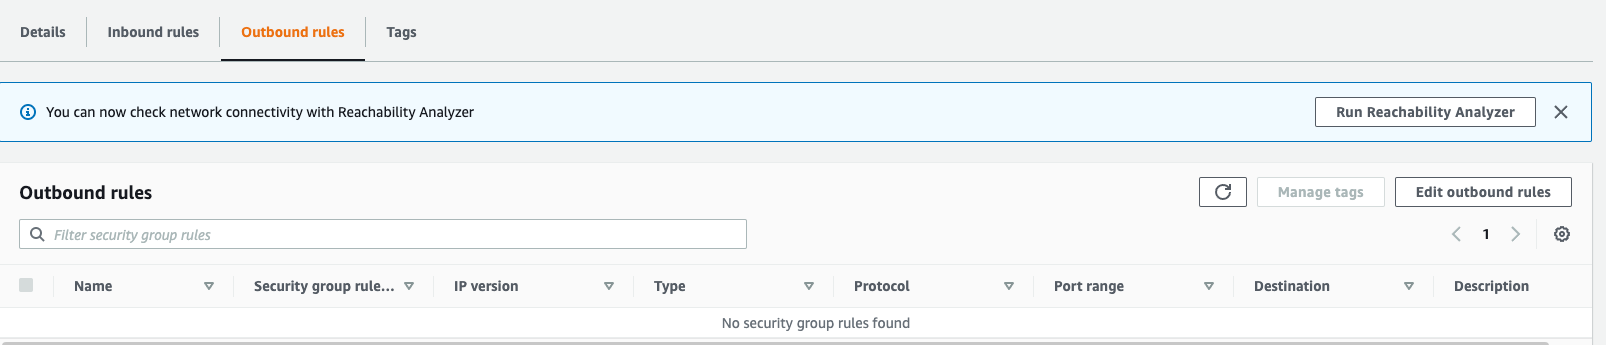 Details Inbound rules Outbound rules Tags
You can now check network connectivity with Reachability Analyzer Run Reachability Analyzer
Outbound rules Manage tags Edit outbound rules
Filter security group rules 1
Name Security group rule... IP version Type Protocol Port range Destination Description
No security group rules found